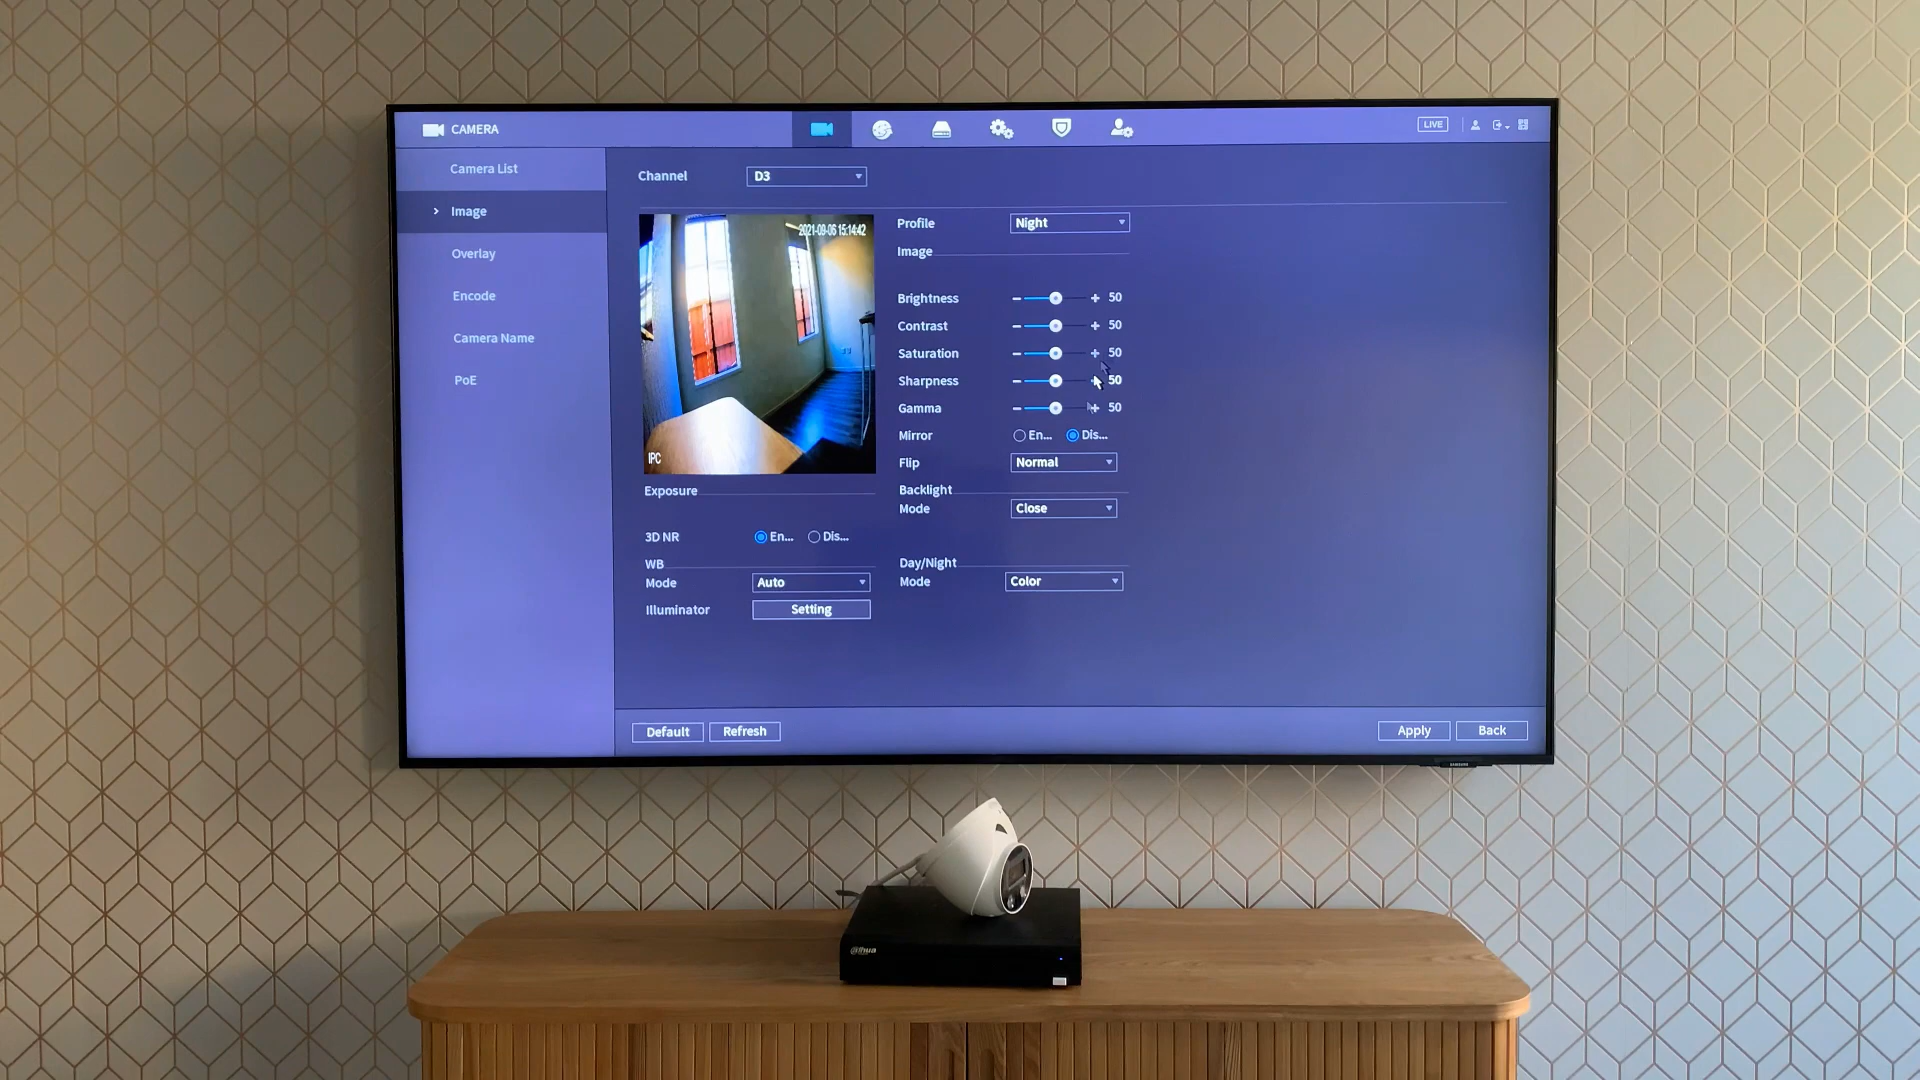 CAMERA
LIVE
Camera List
Image
Overlay
Encode
Camera Name
PoE
Channel D3
2021-09-06 15:14:42
IPC
Profile Night
Image
Brightness 50
Contrast 50
Saturation 50
Sharpness 50
Gamma 50
Mirror En... Dis...
Flip Normal
Backlight
Mode Close
Exposure
3D NR En... Dis...
WB
Mode Auto
Illuminator Setting
Day/Night
Mode Color
Default Refresh
Apply Back
SAMSUNG
alhua